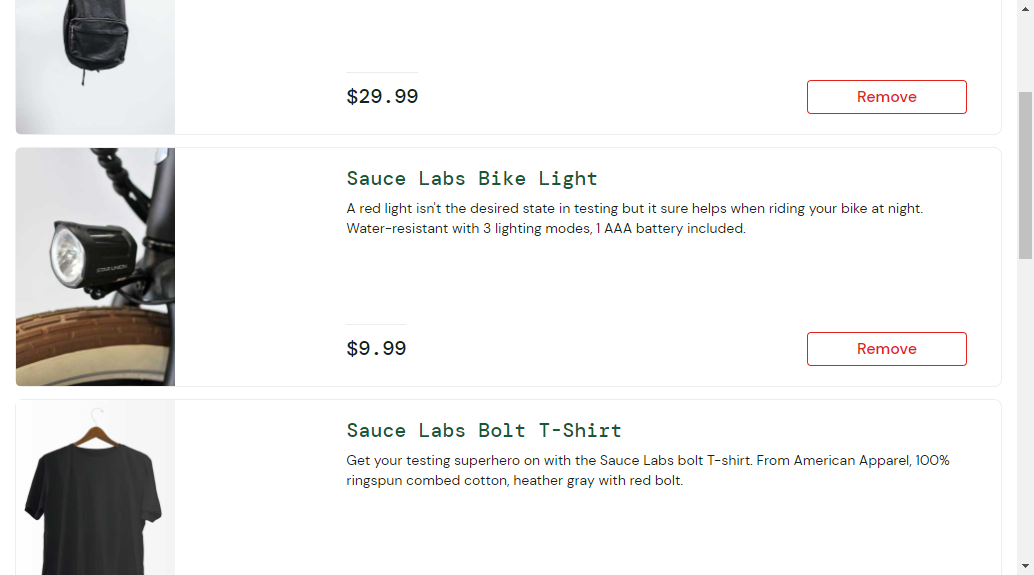 $29.99
Remove
Sauce Labs Bike Light
A red light isn't the desired state in testing but it sure helps when riding your bike at night.
Water-resistant with 3 lighting modes, 1 AAA battery included.
$9.99
Remove
Sauce Labs Bolt T-Shirt
Get your testing superhero on with the Sauce Labs bolt T-shirt. From American Apparel, 100%
ringspun combed cotton, heather gray with red bolt.